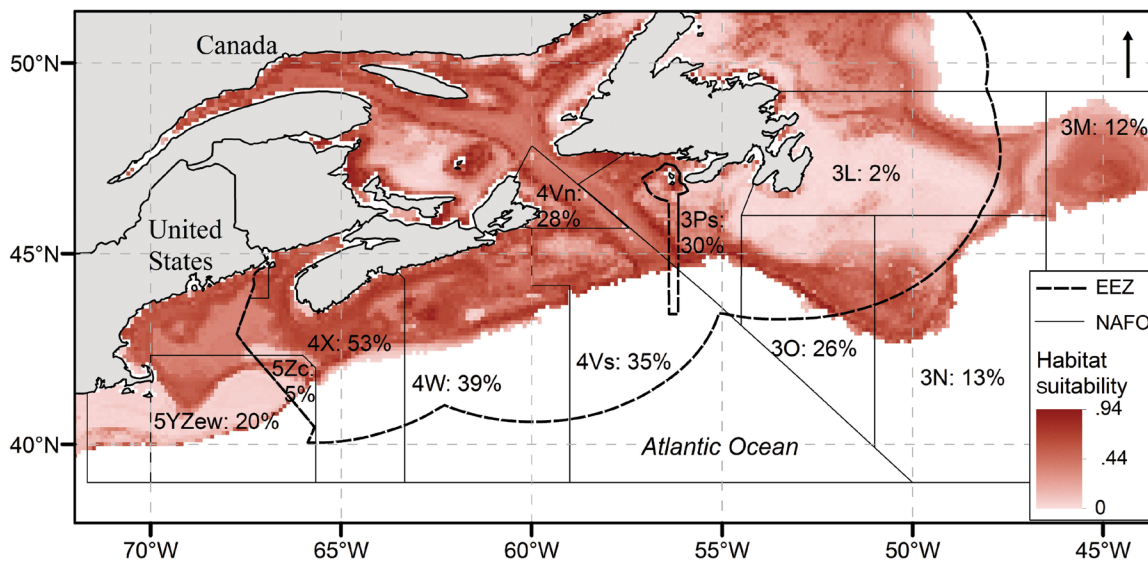 50°N
45°N
40°N
Canada
United
States
4Vn:
28%
3Ps:
30%
3L: 2%
3M: 12%
4X: 53%
5Zc:
5%
5YZew: 20%
4W: 39%
4Vs: 35%
3O: 26%
3N: 13%
Atlantic Ocean
EEZ
NAFO
Habitat
suitability
.94
.44
0
70°W
65°W
60°W
55°W
50°W
45°W